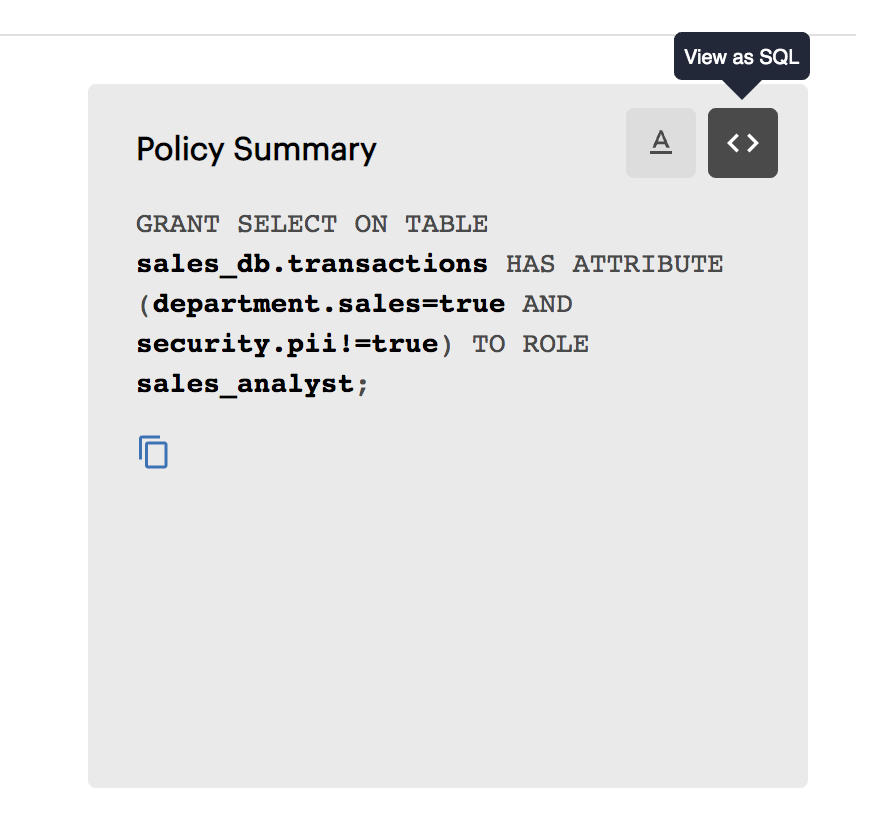 View as SQL
Policy Summary
A
<>
GRANT SELECT ON TABLE
sales_db.transactions HAS ATTRIBUTE
(department.sales=true AND
security.pii!=true) TO ROLE
sales_analyst;